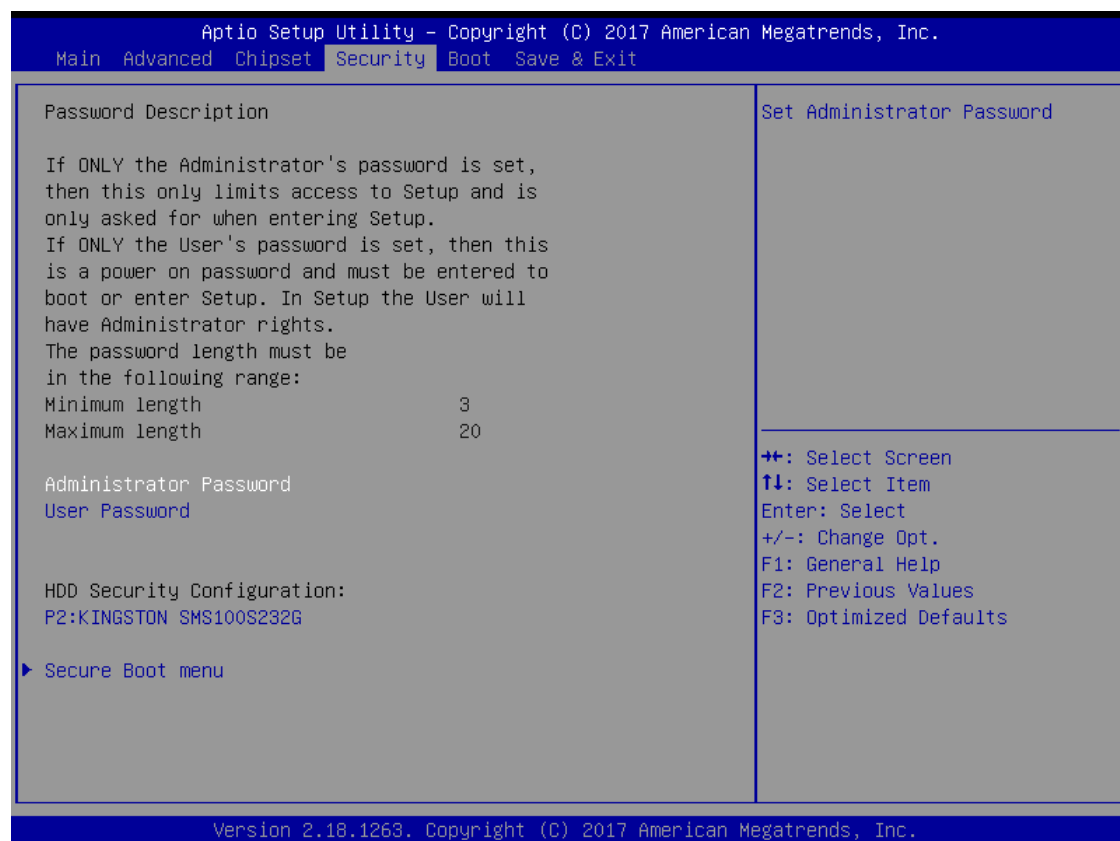 Aptio Setup Utility – Copyright (C) 2017 American Megatrends, Inc.
Main Advanced Chipset Security Boot Save & Exit
Password Description
If ONLY the Administrator's password is set,
then this only limits access to Setup and is
only asked for when entering Setup.
If ONLY the User's password is set, then this
is a power on password and must be entered to
boot or enter Setup. In Setup the User will
have Administrator rights.
The password length must be
in the following range:
Minimum length 3
Maximum length 20
Administrator Password
User Password
HDD Security Configuration:
P2:KINGSTON SMS100S232G
Secure Boot menu
Set Administrator Password
→←: Select Screen
↑↓: Select Item
Enter: Select
+/-: Change Opt.
F1: General Help
F2: Previous Values
F3: Optimized Defaults
Version 2.18.1263. Copyright (C) 2017 American Megatrends, Inc.